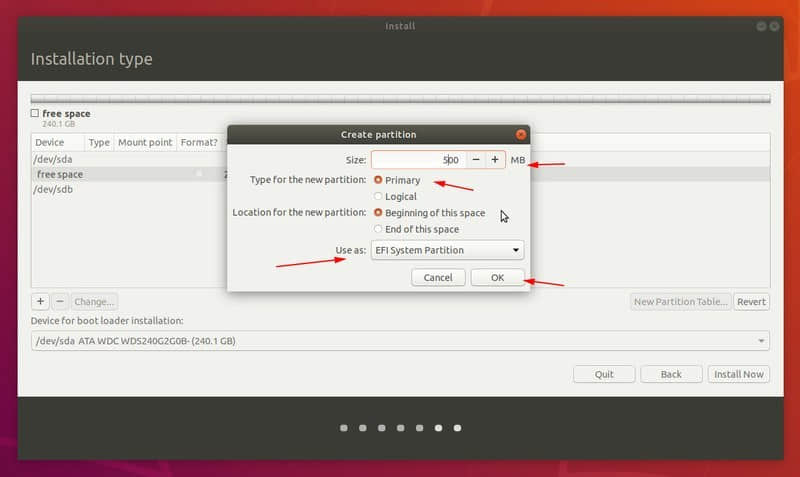 Install
Installation type
free space
240.1 GB
Device Type Mount point Format?
/dev/sda
free space
/dev/sdb
Create partition
Size: 500 MB
Type for the new partition: Primary
Logical
Location for the new partition: Beginning of this space
End of this space
Use as: EFI System Partition
Cancel OK
+ − Change... New Partition Table... Revert
Device for boot loader installation:
/dev/sda ATA WDC WDS240G2G0B- (240.1 GB)
Quit Back Install Now